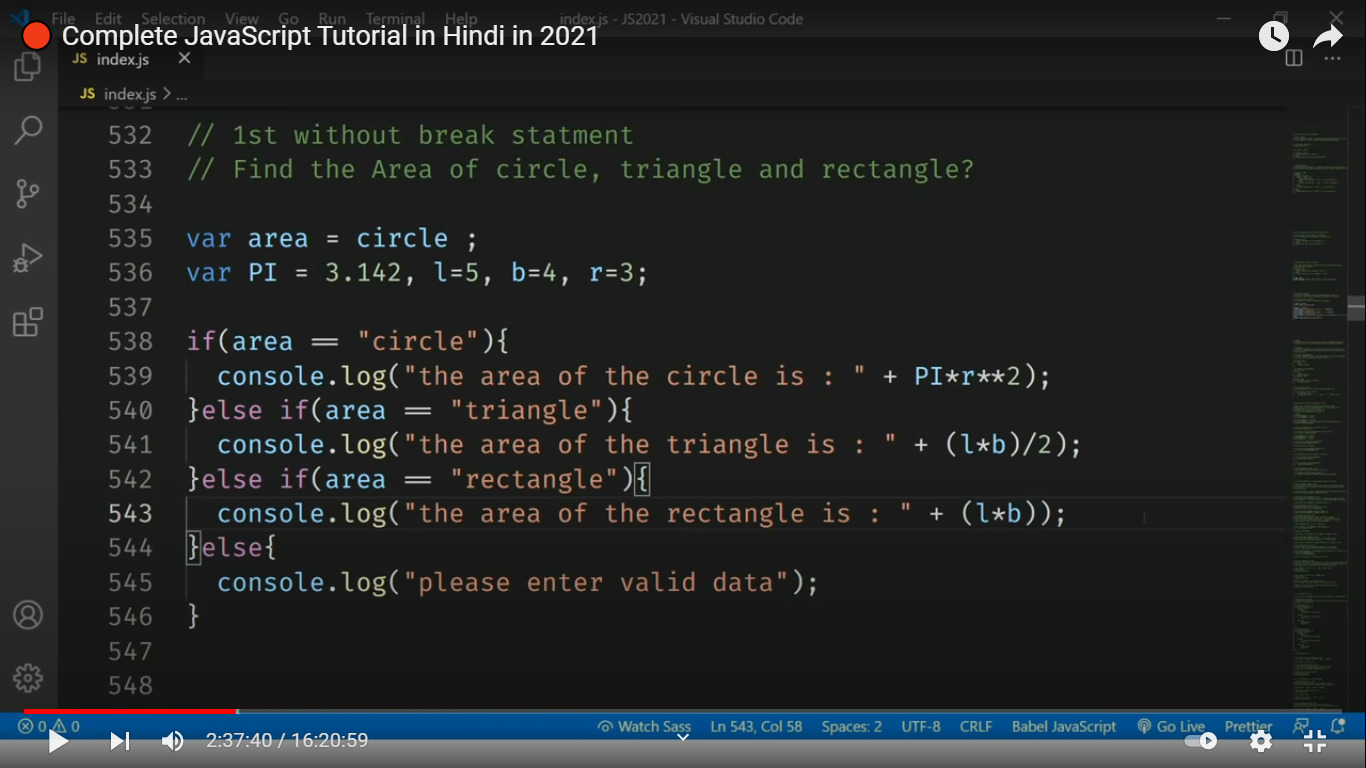 File Edit Selection View Go Run Terminal Help index.js - JS2021 - Visual Studio Code
Complete JavaScript Tutorial in Hindi in 2021
JS index.js
JS index.js > ...
532 // 1st without break statment
533 // Find the Area of circle, triangle and rectangle?
534
535 var area = circle ;
536 var PI = 3.142, l=5, b=4, r=3;
537
538 if(area == "circle"){
539 console.log("the area of the circle is : " + PI*r**2);
540 }else if(area == "triangle"){
541 console.log("the area of the triangle is : " + (l*b)/2);
542 }else if(area == "rectangle"){
543 console.log("the area of the rectangle is : " + (l*b));
544 }else{
545 console.log("please enter valid data");
546 }
547
548
0 0 Watch Sass Ln 543, Col 58 Spaces: 2 UTF-8 CRLF Babel JavaScript Go Live Prettier
2:37:40 / 16:20:59